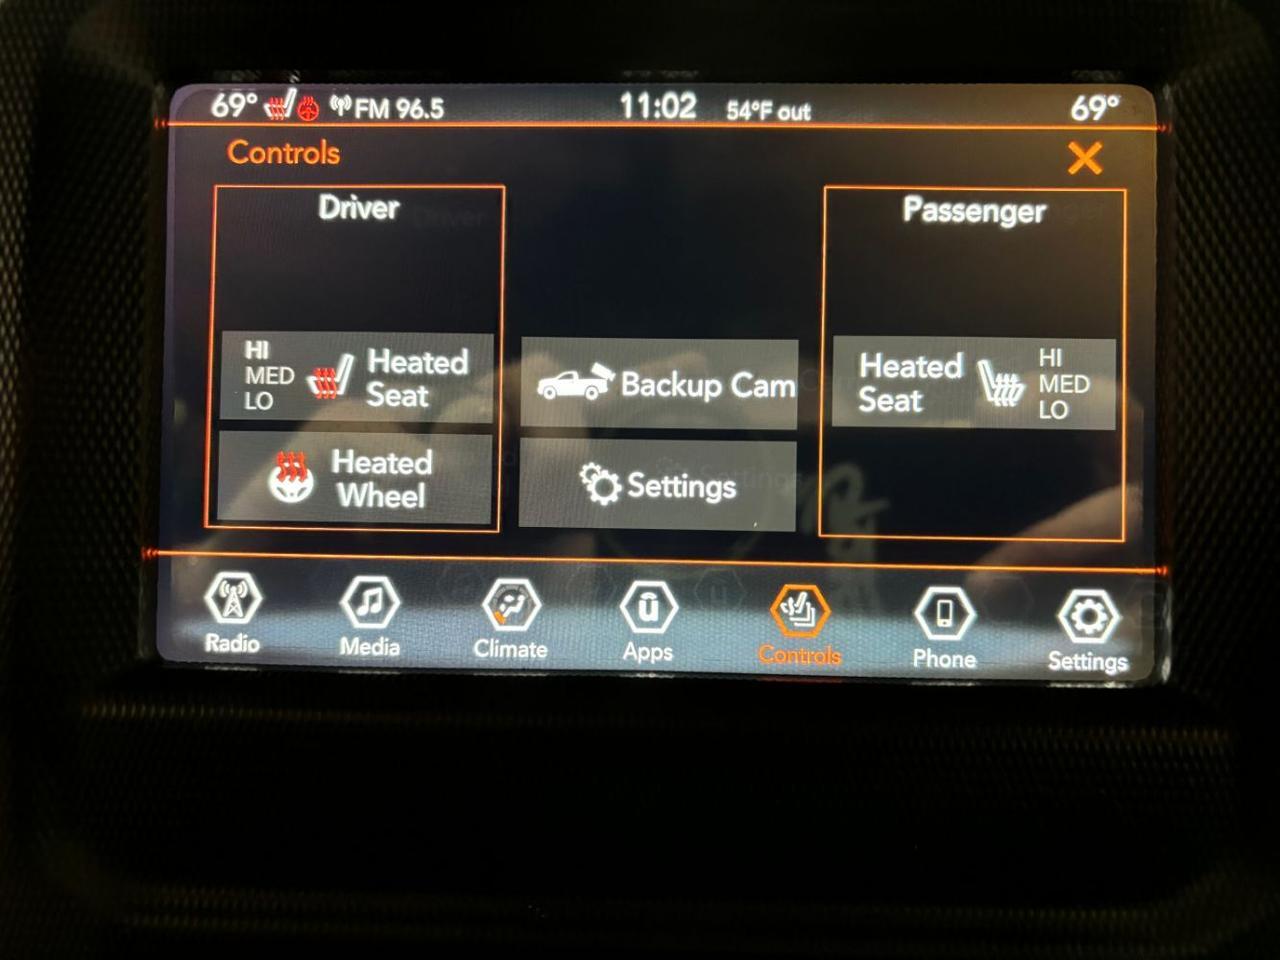 69° FM 96.5 11:02 54°F out 69°
Controls
Driver
Passenger
HI
MED
LO
Heated
Seat
Backup Cam
Heated
Seat
HI
MED
LO
Heated
Wheel
Settings
Radio
Media
Climate
Apps
Controls
Phone
Settings